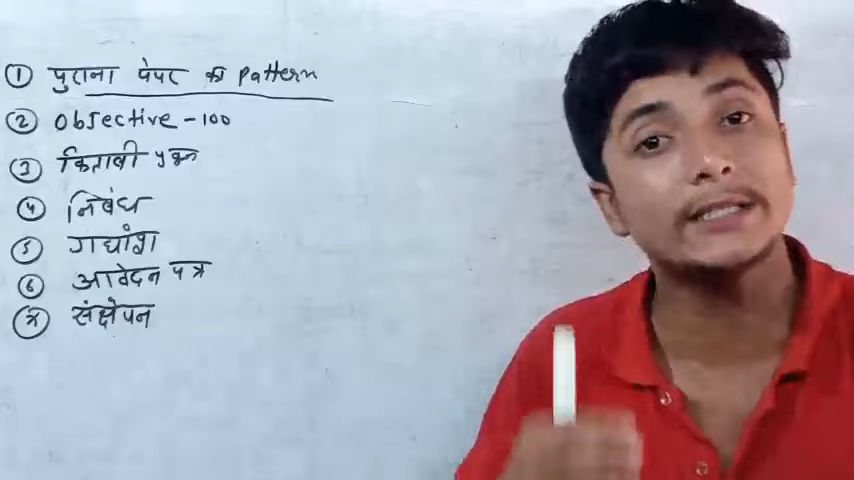 ① पुराना पेपर की Pattern
② Objective - 100
③ किताबी प्रश्न
④ निबंध
⑤ गद्यांश
⑥ आवेदन पत्र
⑦ संक्षेपन